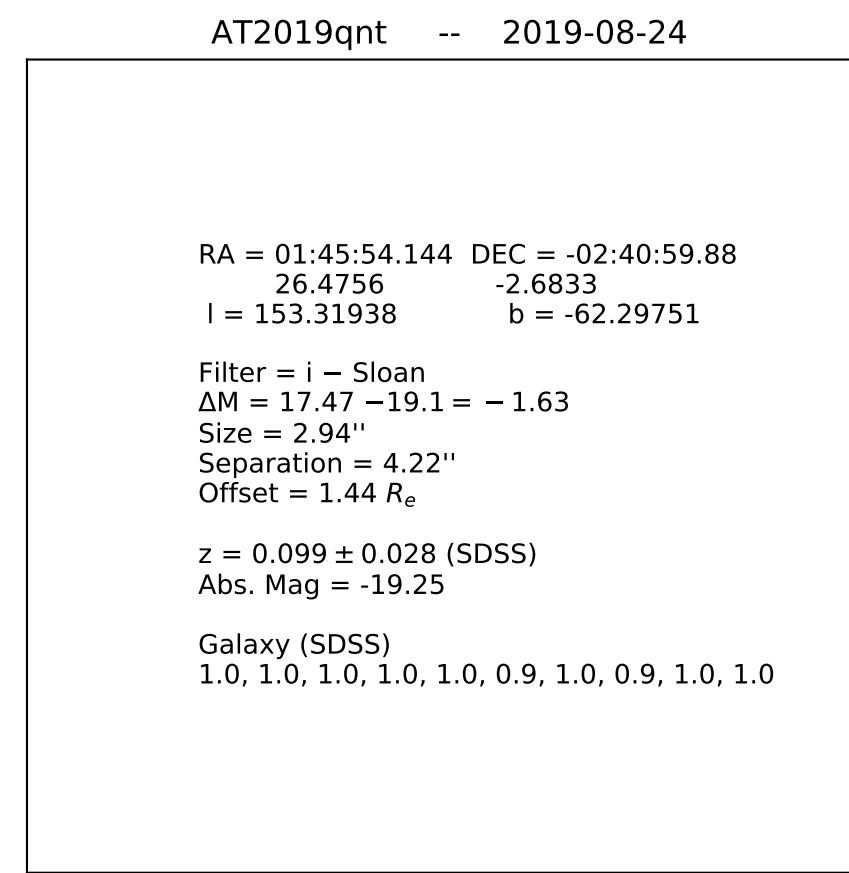 AT2019qnt -- 2019-08-24
RA = 01:45:54.144 DEC = -02:40:59.88
26.4756 -2.6833
l = 153.31938 b = -62.29751
Filter = i − Sloan
ΔM = 17.47 −19.1 = − 1.63
Size = 2.94''
Separation = 4.22''
Offset = 1.44 Rₑ
z = 0.099 ± 0.028 (SDSS)
Abs. Mag = -19.25
Galaxy (SDSS)
1.0, 1.0, 1.0, 1.0, 1.0, 0.9, 1.0, 0.9, 1.0, 1.0